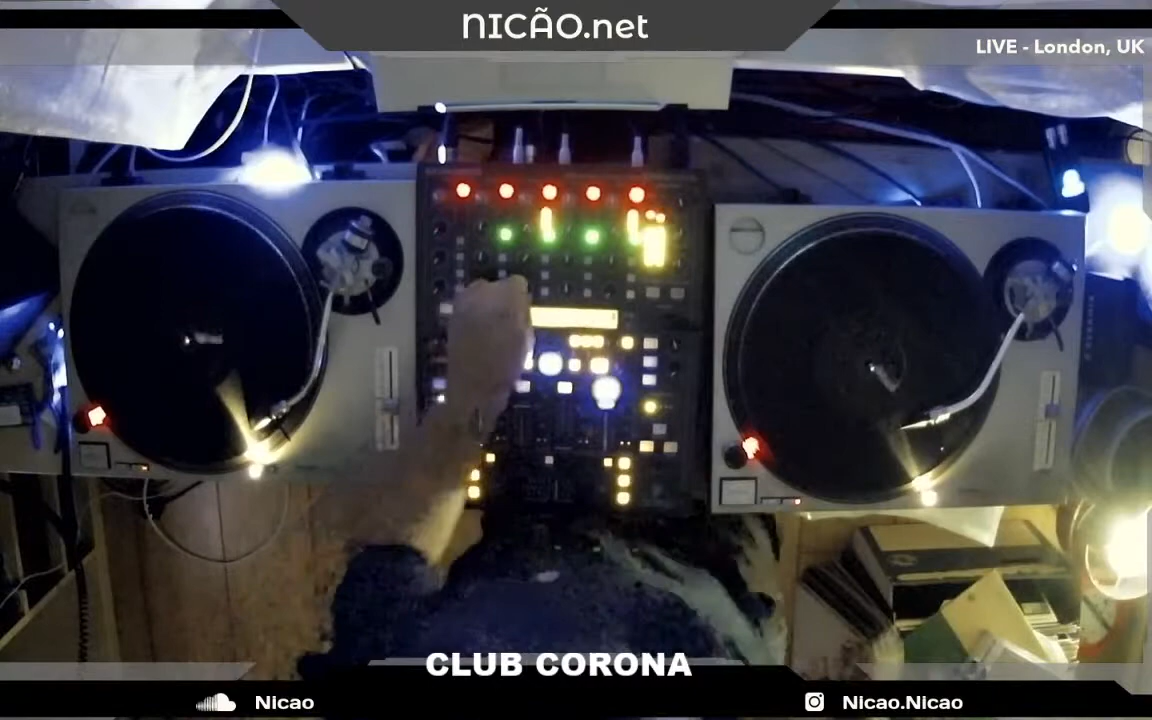 NICÃO.net
LIVE - London, UK
CLUB CORONA
Nicao
Nicao.Nicao